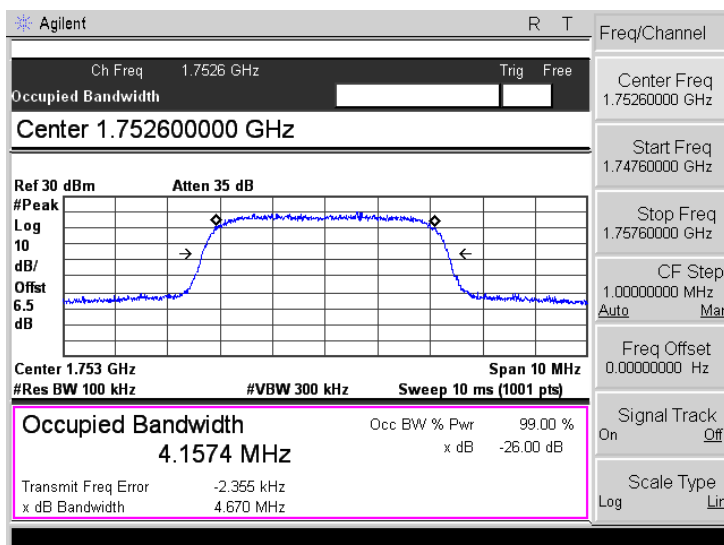 Agilent R T
Freq/Channel
Ch Freq 1.7526 GHz Trig Free
Occupied Bandwidth
Center 1.752600000 GHz
Ref 30 dBm Atten 35 dB
#Peak
Log
10
dB/
Offst
6.5
dB
Center 1.753 GHz Span 10 MHz
#Res BW 100 kHz #VBW 300 kHz Sweep 10 ms (1001 pts)
Occupied Bandwidth
4.1574 MHz
Occ BW % Pwr 99.00 %
x dB -26.00 dB
Transmit Freq Error -2.355 kHz
x dB Bandwidth 4.670 MHz
Center Freq
1.75260000 GHz
Start Freq
1.74760000 GHz
Stop Freq
1.75760000 GHz
CF Step
1.00000000 MHz
Auto Man
Freq Offset
0.00000000 Hz
Signal Track
On Off
Scale Type
Log Lin